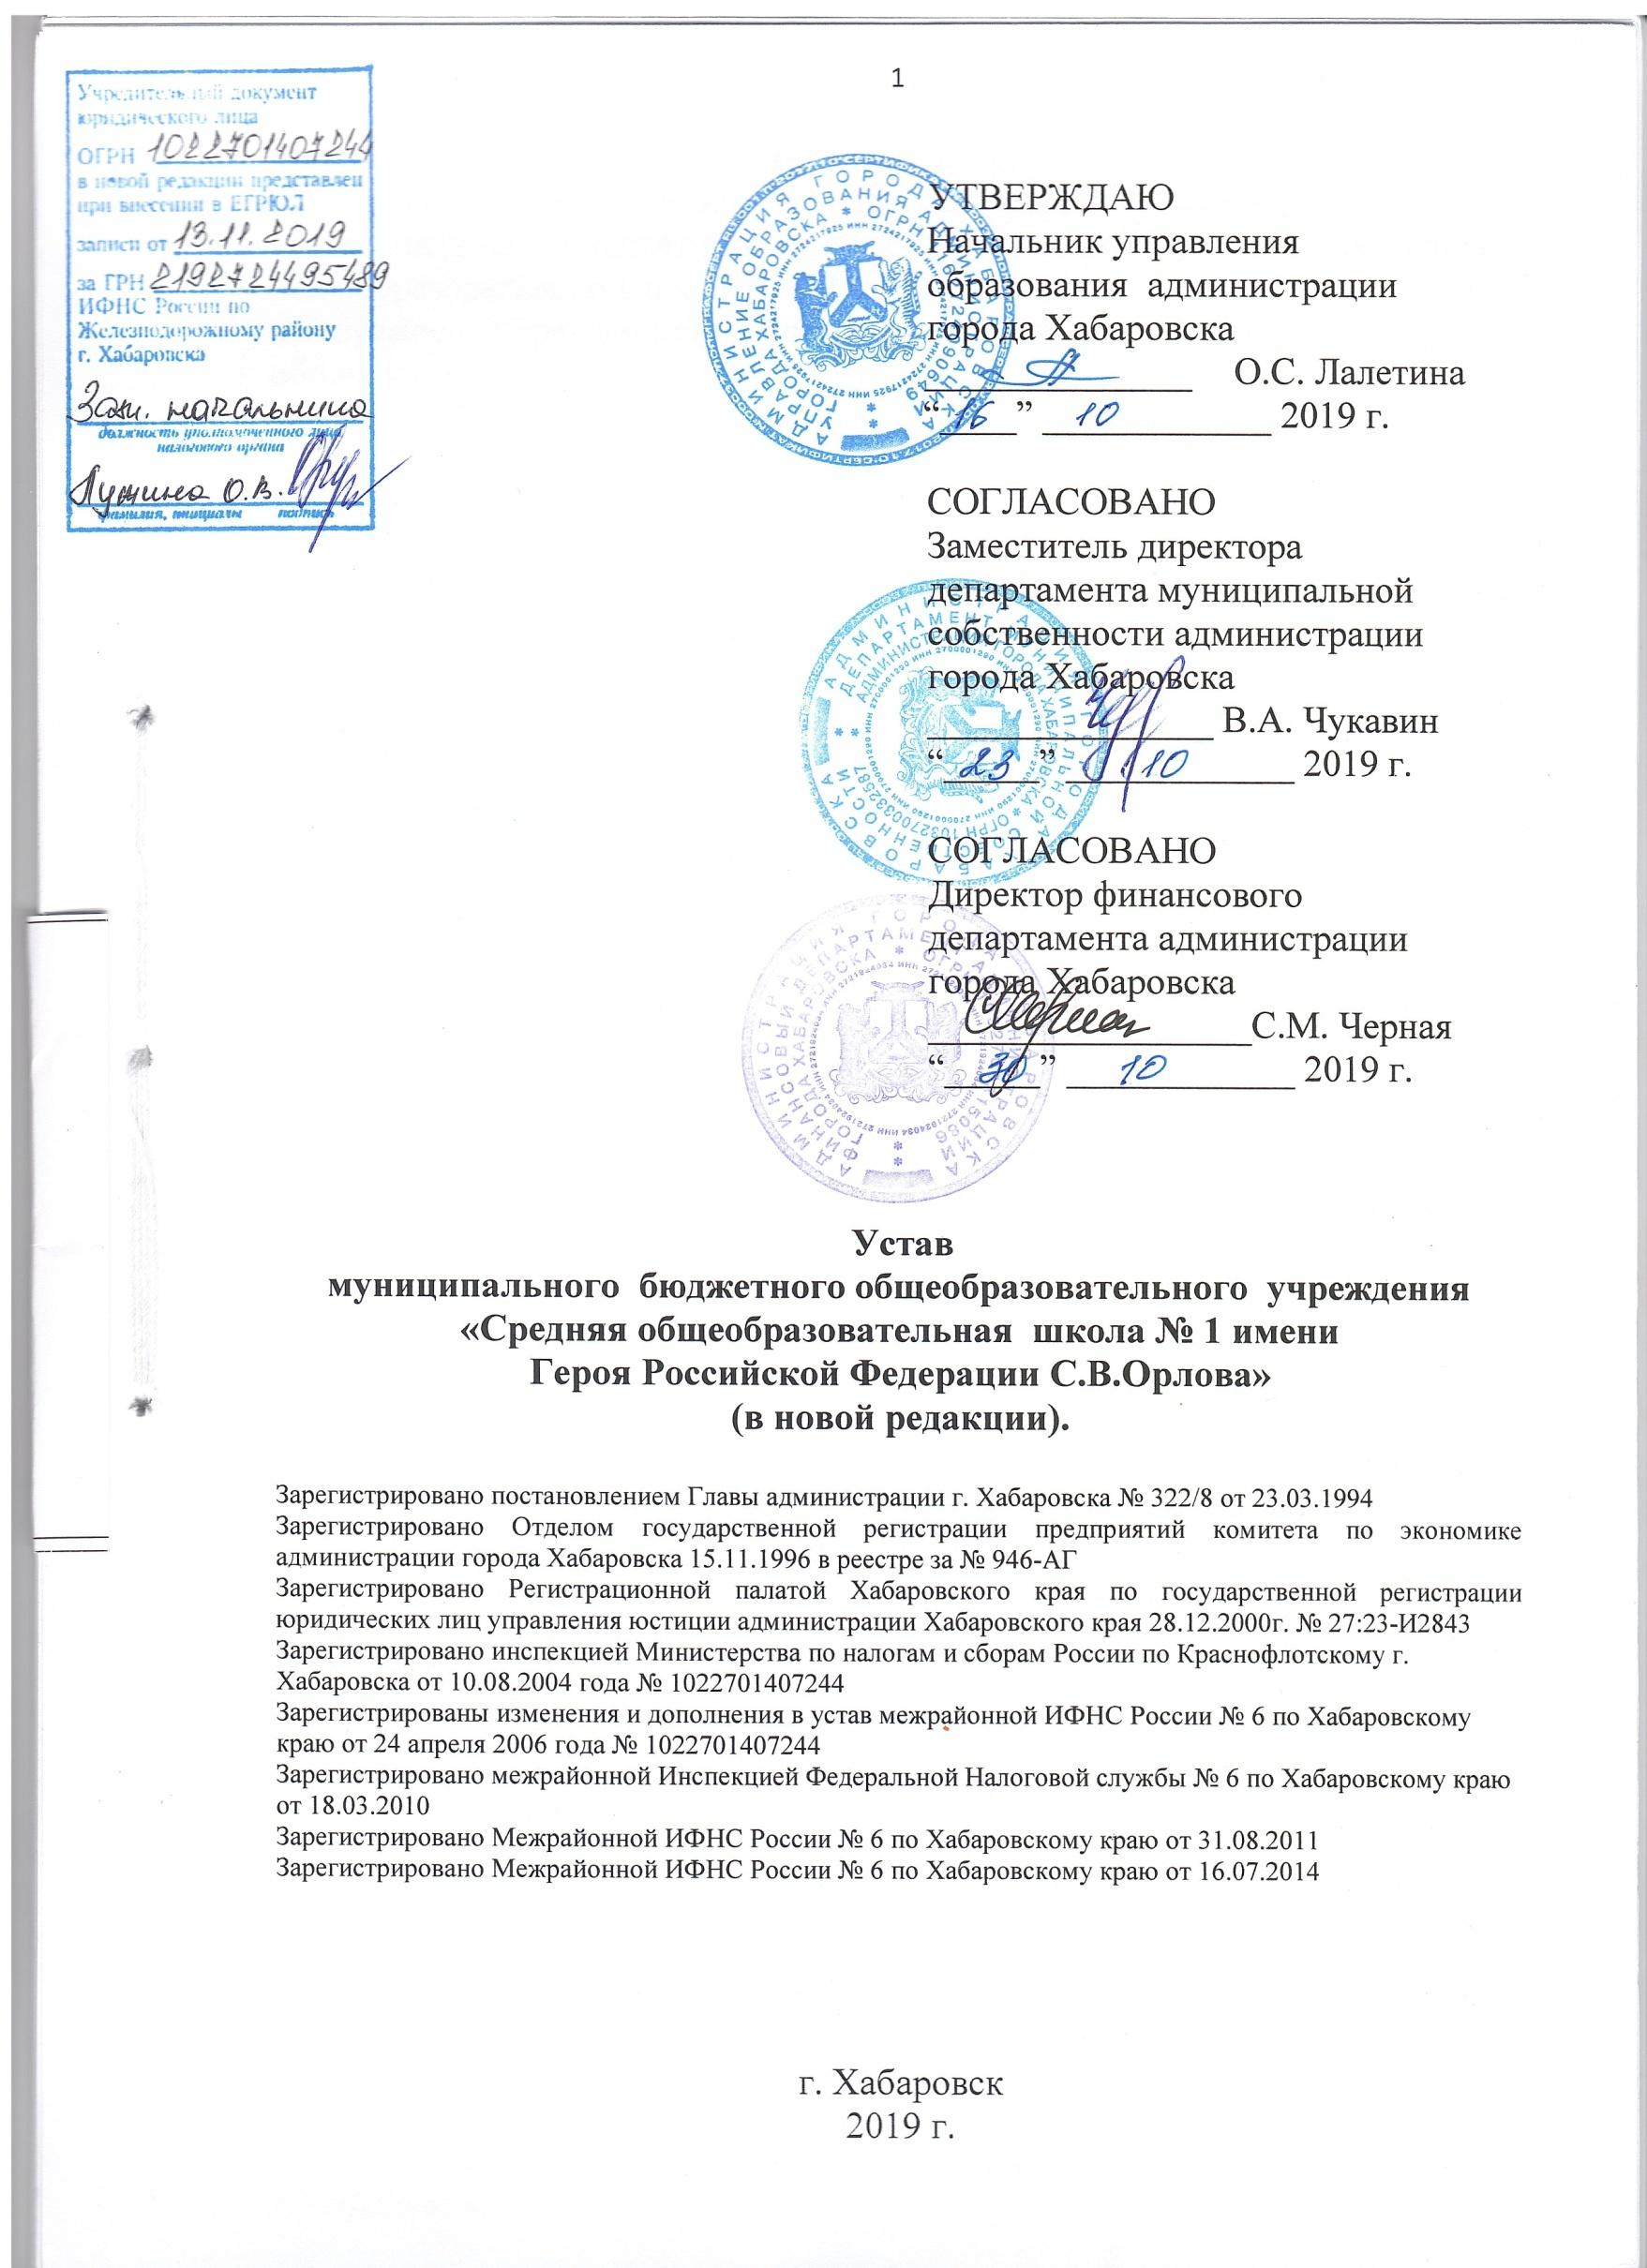 1
Учредительный документ
юридического лица
ОГРН 1022701407244
в новой редакции представлен
при внесении в ЕГРЮЛ
записи от 13.11.2019
за ГРН 2192724495489
ИФНС России по
Железнодорожному району
г. Хабаровска
Зам. начальника
должность уполномоченного лица
налогового органа
О.В.
фамилия, инициалы подпись
УТВЕРЖДАЮ
Начальник управления
образования администрации
города Хабаровска
О.С. Лалетина
“16” 10 2019 г.
СОГЛАСОВАНО
Заместитель директора
департамента муниципальной
собственности администрации
города Хабаровска
В.А. Чукавин
“23” 10 2019 г.
СОГЛАСОВАНО
Директор финансового
департамента администрации
города Хабаровска
С.М. Черная
“30” 10 2019 г.
Устав
муниципального бюджетного общеобразовательного учреждения
«Средняя общеобразовательная школа № 1 имени
Героя Российской Федерации С.В.Орлова»
(в новой редакции).
Зарегистрировано постановлением Главы администрации г. Хабаровска № 322/8 от 23.03.1994
Зарегистрировано Отделом государственной регистрации предприятий комитета по экономике
администрации города Хабаровска 15.11.1996 в реестре за № 946-АГ
Зарегистрировано Регистрационной палатой Хабаровского края по государственной регистрации
юридических лиц управления юстиции администрации Хабаровского края 28.12.2000г. № 27:23-И2843
Зарегистрировано инспекцией Министерства по налогам и сборам России по Краснофлотскому г.
Хабаровска от 10.08.2004 года № 1022701407244
Зарегистрированы изменения и дополнения в устав межрайонной ИФНС России № 6 по Хабаровскому
краю от 24 апреля 2006 года № 1022701407244
Зарегистрировано межрайонной Инспекцией Федеральной Налоговой службы № 6 по Хабаровскому краю
от 18.03.2010
Зарегистрировано Межрайонной ИФНС России № 6 по Хабаровскому краю от 31.08.2011
Зарегистрировано Межрайонной ИФНС России № 6 по Хабаровскому краю от 16.07.2014
г. Хабаровск
2019 г.